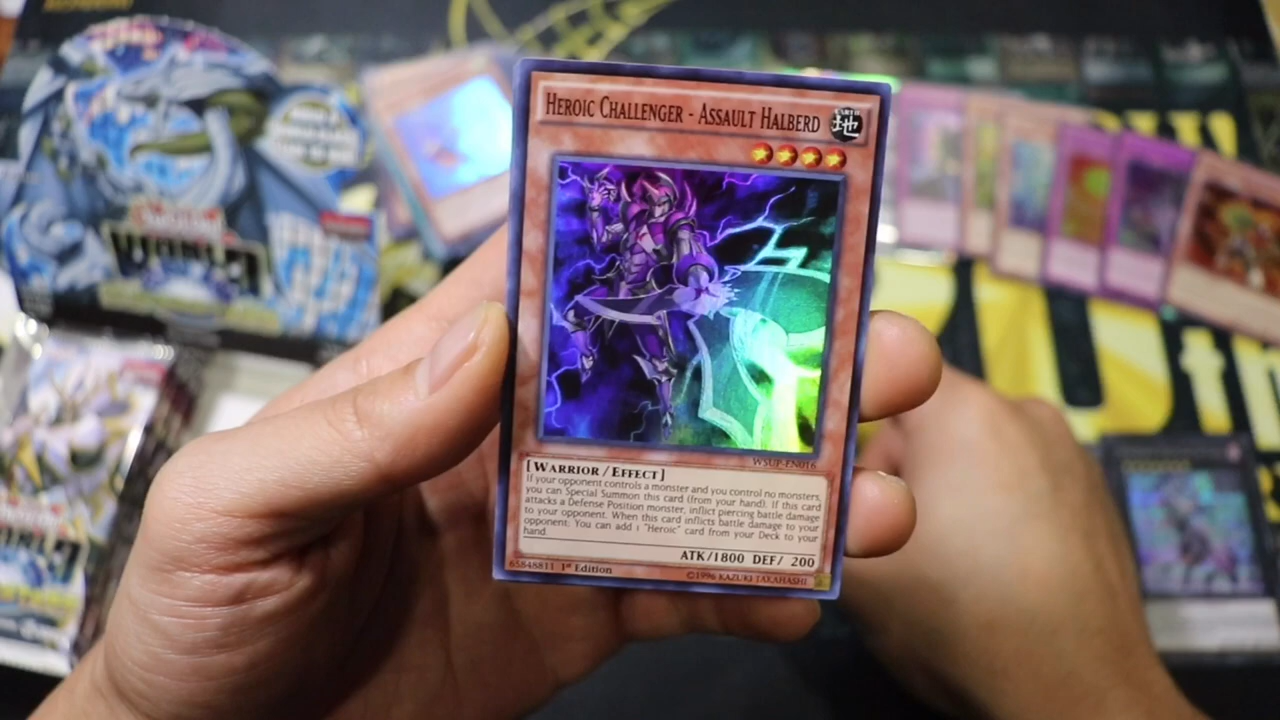 HEROIC CHALLENGER - ASSAULT HALBERD
EARTH
地
WSUP-EN016
[WARRIOR/EFFECT]
If your opponent controls a monster and you control no monsters,
you can Special Summon this card (from your hand). If this card
attacks a Defense Position monster, inflict piercing battle damage
to your opponent. When this card inflicts battle damage to your
opponent: You can add 1 "Heroic" card from your Deck to your
hand.
ATK/1800 DEF/ 200
65848811 1st Edition
©1996 KAZUKI TAKAHASHI
WORLD